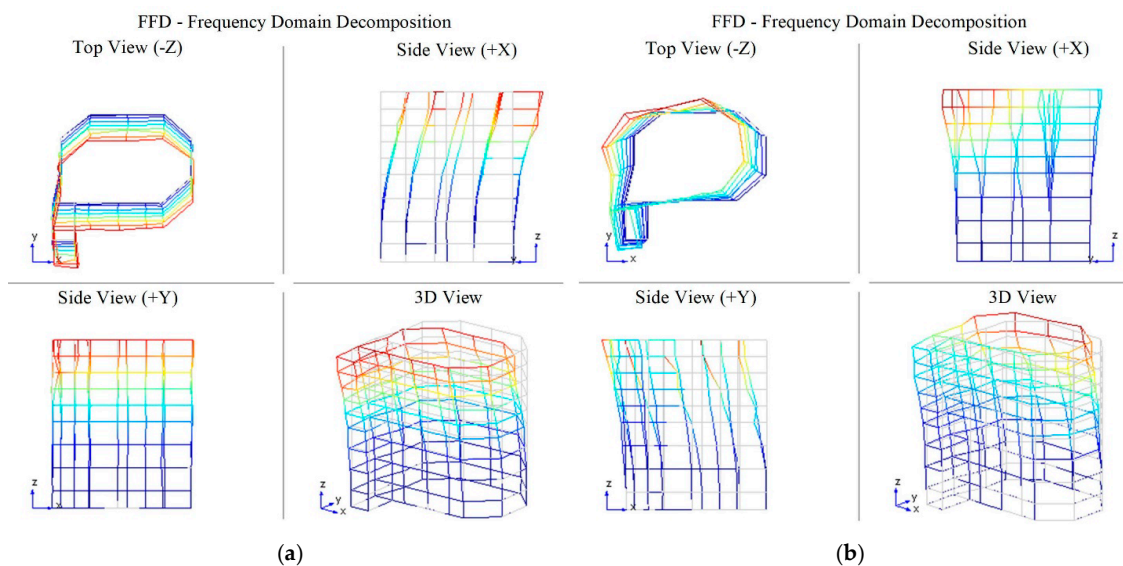 FFD - Frequency Domain Decomposition
Top View (-Z)
Side View (+X)
y
x
z
y
Side View (+Y)
3D View
z
x
z
y
x
(a)
FFD - Frequency Domain Decomposition
Top View (-Z)
Side View (+X)
y
x
z
y
Side View (+Y)
3D View
z
x
z
y
x
(b)